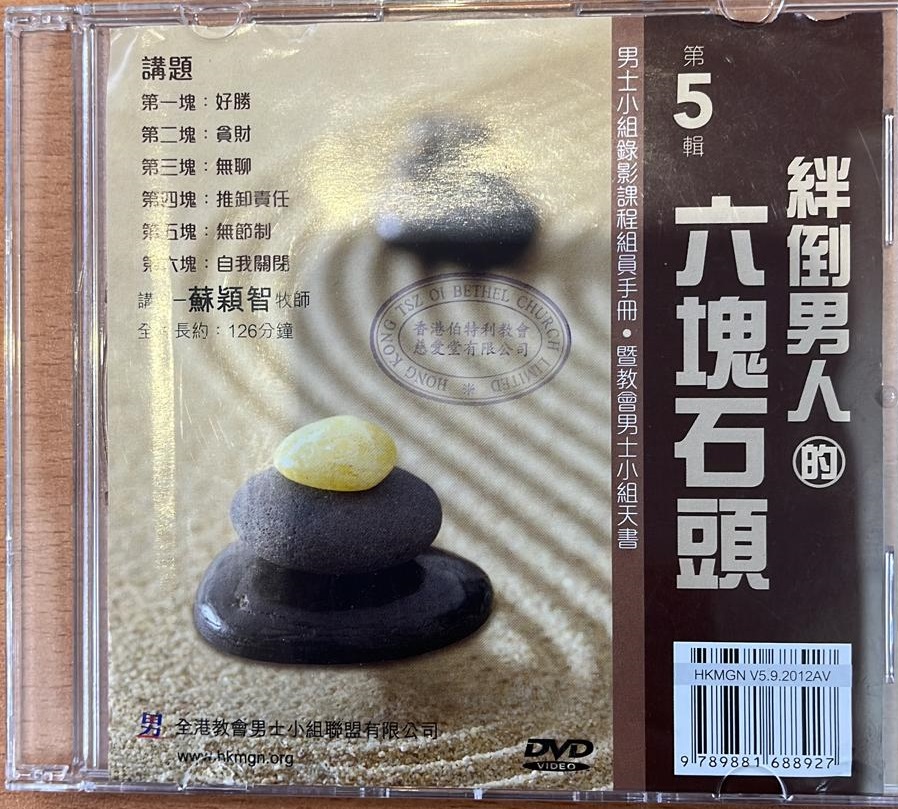 講題
第一塊：好勝
第二塊：貪財
第三塊：無聊
第四塊：推卸責任
第五塊：無節制
第六塊：自我關閉
講 蘇穎智牧師
全 長約：126分鐘
男士小組錄影課程組員手冊•暨教會男士小組天書
第5輯
絆倒男人的
六塊石頭
HONG KONG TSZ OI BETHEL CHURCH LIMITED
香港伯特利教會
慈愛堂有限公司
男 全港教會男士小組聯盟有限公司
www.hkmgn.org
DVD
VIDEO
HKMGN V5.9.2012AV
9 789881 688927